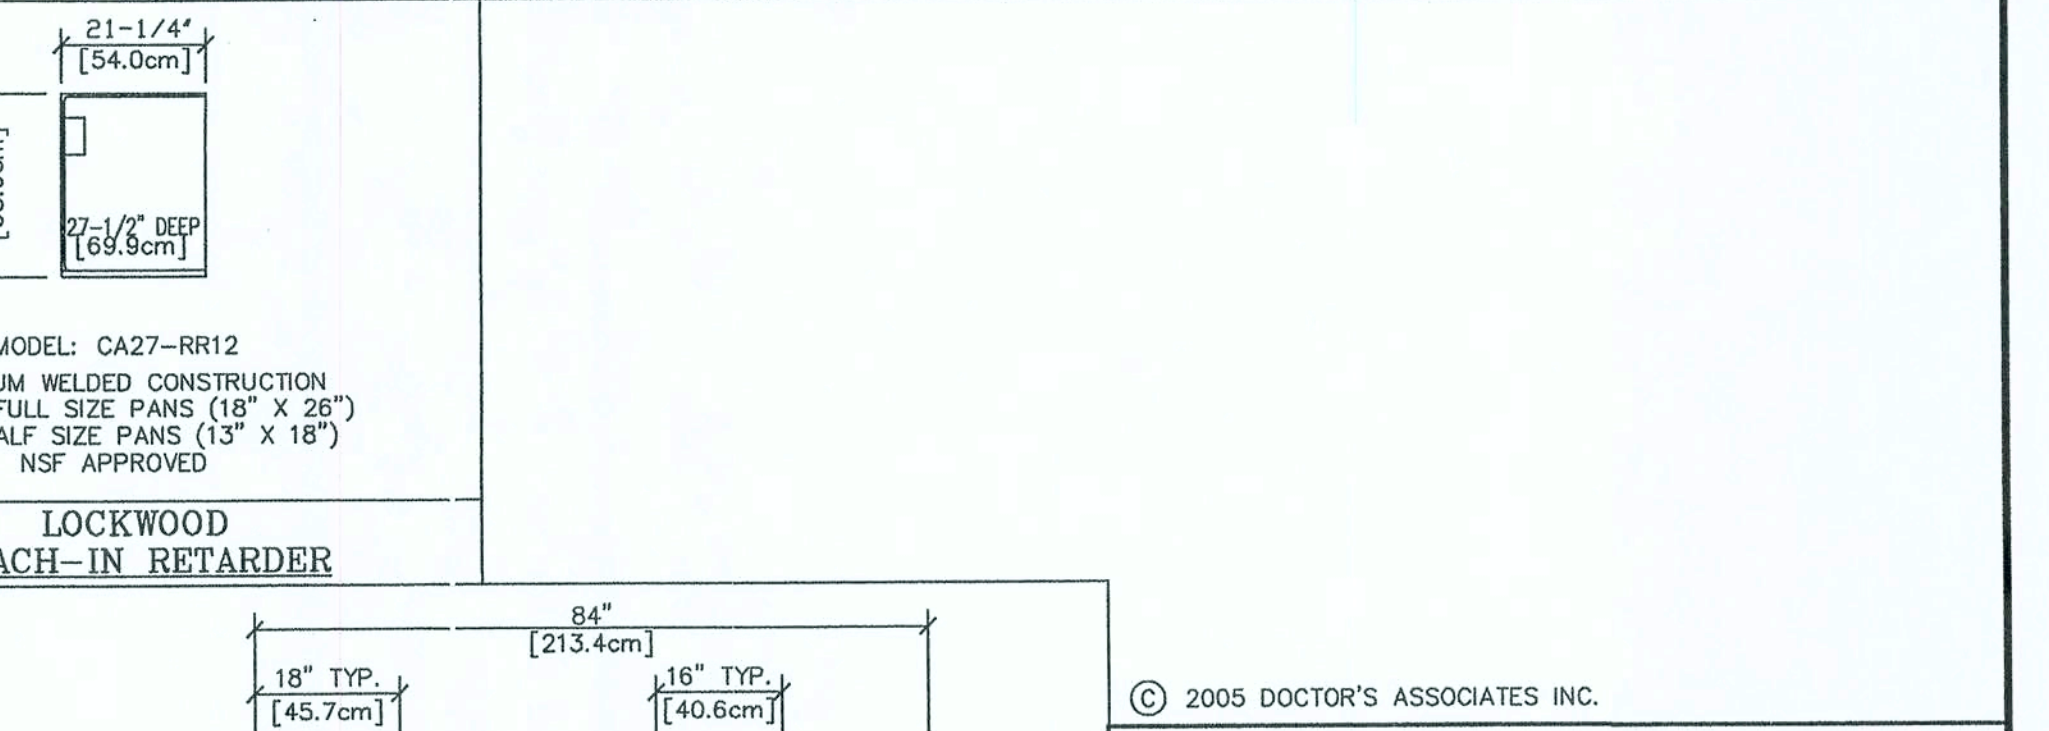 21-1/4"
[54.0cm]
27-1/2" DEEP
[69.9cm]
MODEL: CA27-RR12
UM WELDED CONSTRUCTION
FULL SIZE PANS (18" X 26")
ALF SIZE PANS (13" X 18")
NSF APPROVED
LOCKWOOD
ACH-IN RETARDER
84"
[213.4cm]
18" TYP.
[45.7cm]
16" TYP.
[40.6cm]
© 2005 DOCTOR'S ASSOCIATES INC.